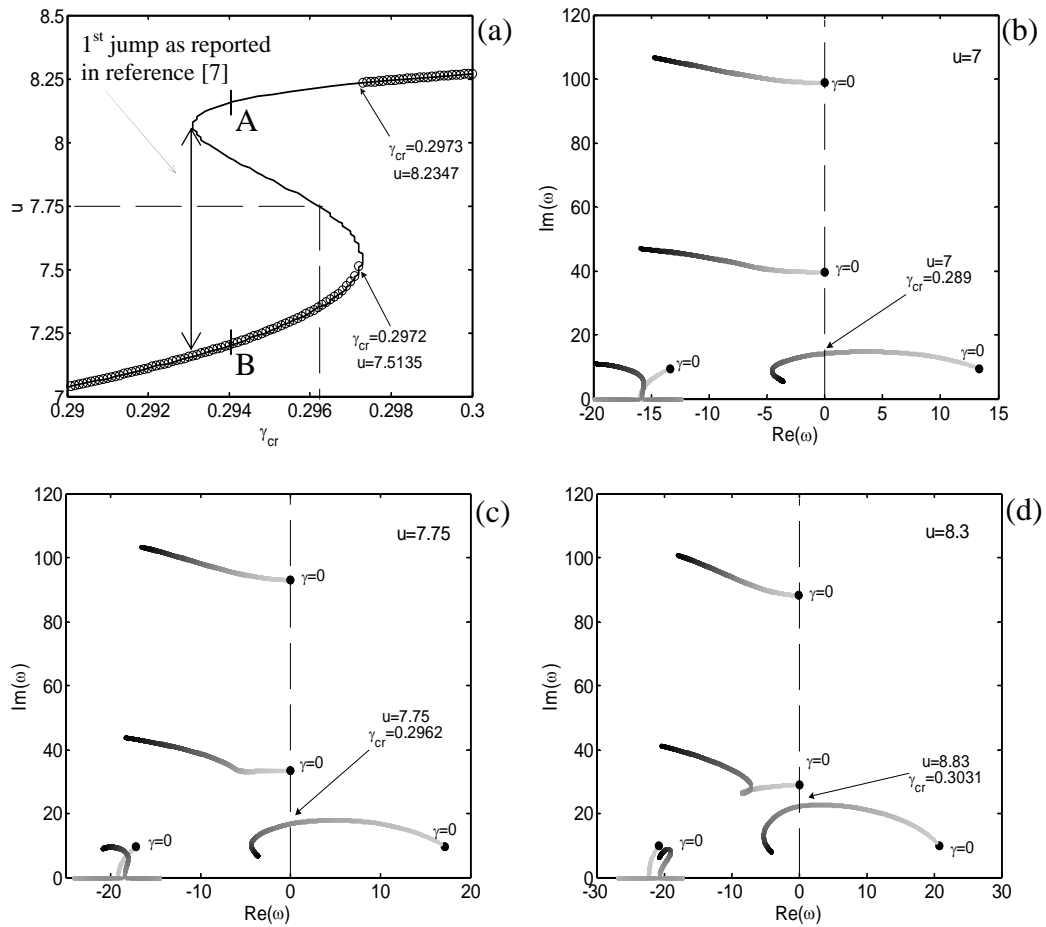 (a)
1st jump as reported
in reference [7]
A
B
γcr=0.2973
u=8.2347
γcr=0.2972
u=7.5135
8.5
8.25
8
7.75
7.5
7.25
7
u
0.29
0.292
0.294
0.296
0.298
0.3
γcr
(b)
u=7
γ=0
γ=0
u=7
γcr=0.289
γ=0
γ=0
120
100
80
60
40
20
0
Im(ω)
-20
-15
-10
-5
0
5
10
15
Re(ω)
(c)
u=7.75
γ=0
γ=0
u=7.75
γcr=0.2962
γ=0
γ=0
120
100
80
60
40
20
0
Im(ω)
-20
-10
0
10
20
Re(ω)
(d)
u=8.3
γ=0
γ=0
u=8.83
γcr=0.3031
γ=0
γ=0
120
100
80
60
40
20
0
Im(ω)
-30
-20
-10
0
10
20
30
Re(ω)